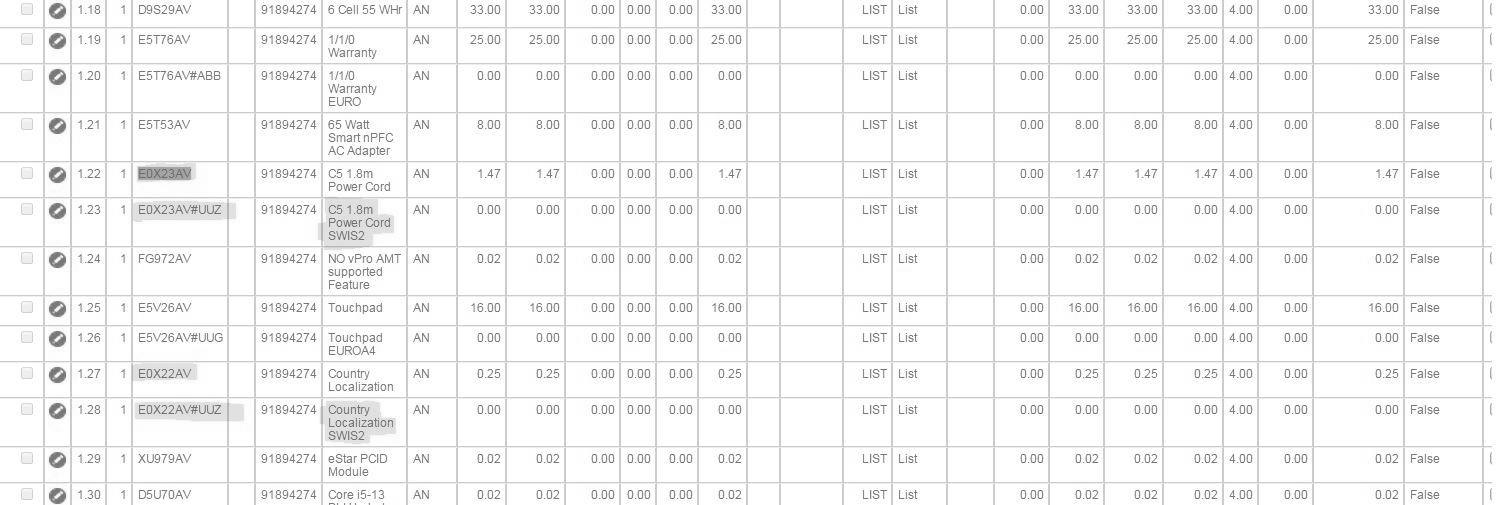 1.18 1 D9S29AV 91894274 6 Cell 55 WHr AN 33.00 33.00 0.00 0.00 0.00 33.00 LIST List 0.00 33.00 33.00 33.00 4.00 0.00 33.00 False
1.19 1 E5T76AV 91894274 1/1/0 AN 25.00 25.00 0.00 0.00 0.00 25.00 LIST List 0.00 25.00 25.00 25.00 4.00 0.00 25.00 False
Warranty
1.20 1 E5T76AV#ABB 91894274 1/1/0 AN 0.00 0.00 0.00 0.00 0.00 0.00 LIST List 0.00 0.00 0.00 0.00 4.00 0.00 0.00 False
Warranty
EURO
1.21 1 E5T53AV 91894274 65 Watt AN 8.00 8.00 0.00 0.00 0.00 8.00 LIST List 0.00 8.00 8.00 8.00 4.00 0.00 8.00 False
Smart nPFC
AC Adapter
1.22 1 E0X23AV 91894274 C5 1.8m AN 1.47 1.47 0.00 0.00 0.00 1.47 LIST List 0.00 1.47 1.47 1.47 4.00 0.00 1.47 False
Power Cord
1.23 1 E0X23AV#UUZ 91894274 C5 1.8m AN 0.00 0.00 0.00 0.00 0.00 0.00 LIST List 0.00 0.00 0.00 0.00 4.00 0.00 0.00 False
Power Cord
SWIS2
1.24 1 FG972AV 91894274 NO vPro AMT AN 0.02 0.02 0.00 0.00 0.00 0.02 LIST List 0.00 0.02 0.02 0.02 4.00 0.00 0.02 False
supported
Feature
1.25 1 E5V26AV 91894274 Touchpad AN 16.00 16.00 0.00 0.00 0.00 16.00 LIST List 0.00 16.00 16.00 16.00 4.00 0.00 16.00 False
1.26 1 E5V26AV#UUG 91894274 Touchpad AN 0.00 0.00 0.00 0.00 0.00 0.00 LIST List 0.00 0.00 0.00 0.00 4.00 0.00 0.00 False
EUROA4
1.27 1 E0X22AV 91894274 Country AN 0.25 0.25 0.00 0.00 0.00 0.25 LIST List 0.00 0.25 0.25 0.25 4.00 0.00 0.25 False
Localization
1.28 1 E0X22AV#UUZ 91894274 Country AN 0.00 0.00 0.00 0.00 0.00 0.00 LIST List 0.00 0.00 0.00 0.00 4.00 0.00 0.00 False
Localization
SWIS2
1.29 1 XU979AV 91894274 eStar PCID AN 0.02 0.02 0.00 0.00 0.00 0.02 LIST List 0.00 0.02 0.02 0.02 4.00 0.00 0.02 False
Module
1.30 1 D5U70AV 91894274 Core i5-13 AN 0.02 0.02 0.00 0.00 0.00 0.02 LIST List 0.00 0.02 0.02 0.02 4.00 0.00 0.02 False